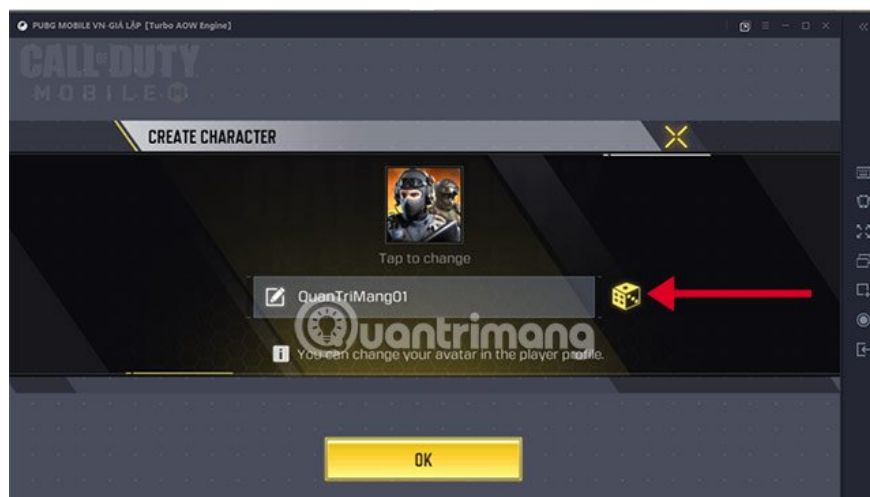 PUBG MOBILE VN-GIẢ LẬP [Turbo AOW Engine]
CALL OF DUTY
MOBILE
CREATE CHARACTER
Tap to change
QuanTriMang01
Quantrimang
You can change your avatar in the player profile.
OK